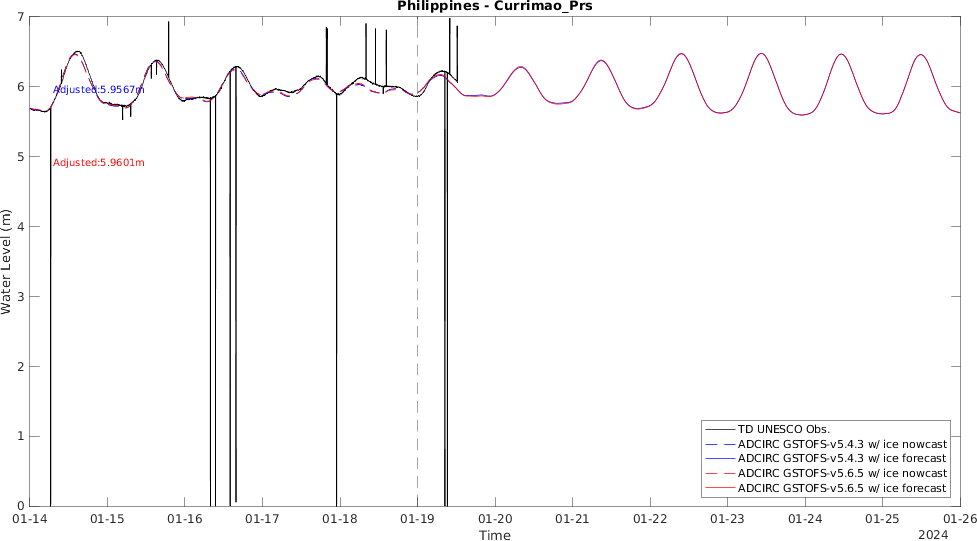 Philippines - Currimao_Prs
7
6
5
4
3
2
1
0
Water Level (m)
Adjusted:5.9567m
Adjusted:5.9601m
TD UNESCO Obs.
ADCIRC GSTOFS-v5.4.3 w/ ice nowcast
ADCIRC GSTOFS-v5.4.3 w/ ice forecast
ADCIRC GSTOFS-v5.6.5 w/ ice nowcast
ADCIRC GSTOFS-v5.6.5 w/ ice forecast
01-14 01-15 01-16 01-17 01-18 01-19 01-20 01-21 01-22 01-23 01-24 01-25 01-26
Time
2024